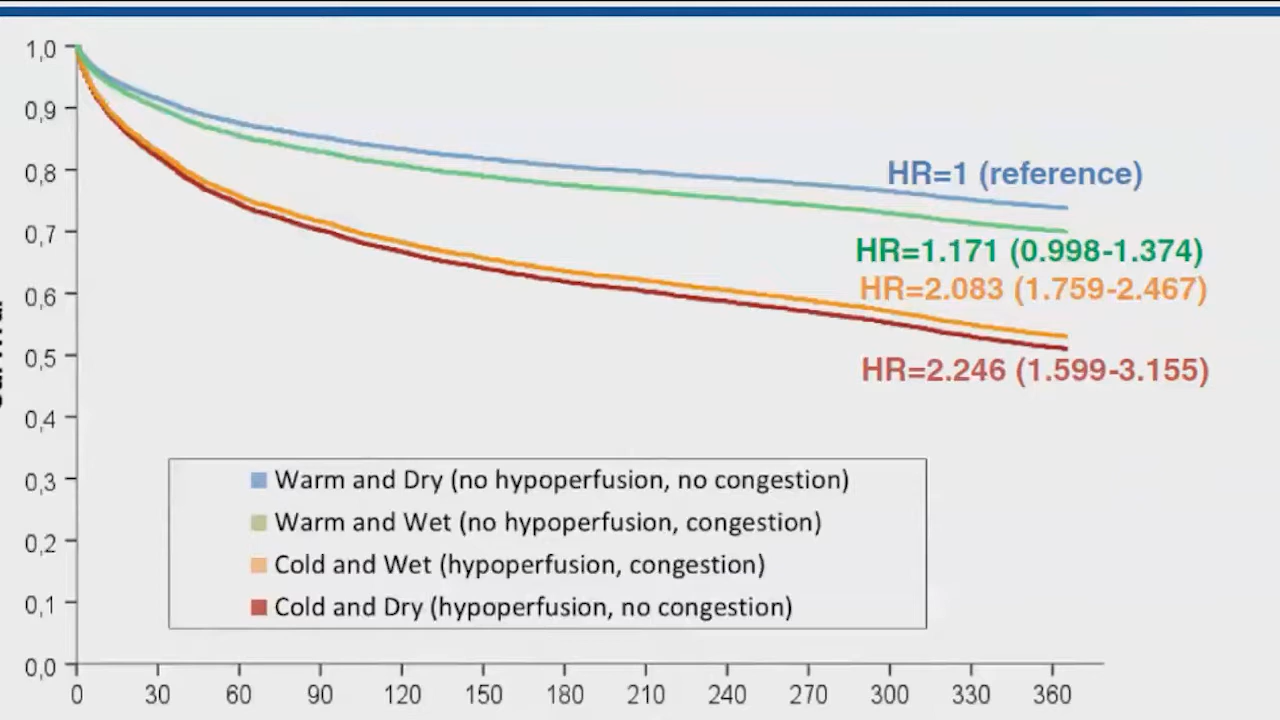 1,0
0,9
0,8
0,7
0,6
0,5
0,4
0,3
0,2
0,1
0,0
HR=1 (reference)
HR=1.171 (0.998-1.374)
HR=2.083 (1.759-2.467)
HR=2.246 (1.599-3.155)
Warm and Dry (no hypoperfusion, no congestion)
Warm and Wet (no hypoperfusion, congestion)
Cold and Wet (hypoperfusion, congestion)
Cold and Dry (hypoperfusion, no congestion)
0 30 60 90 120 150 180 210 240 270 300 330 360